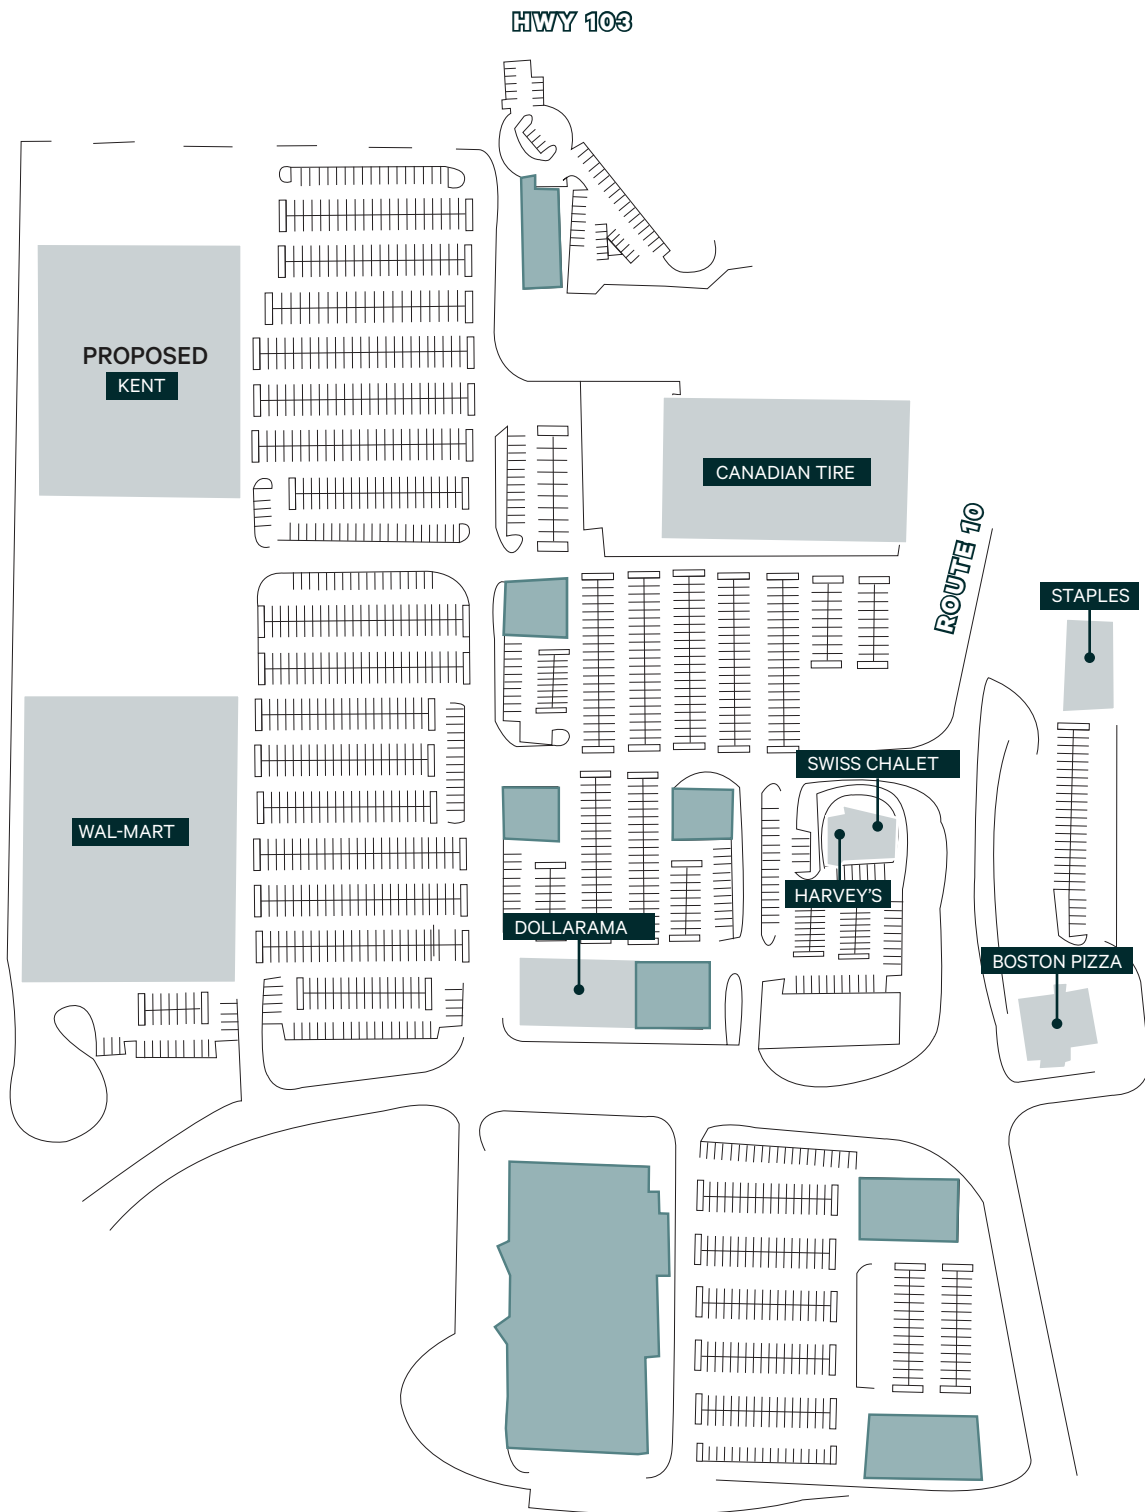 HWY 103
PROPOSED
KENT
CANADIAN TIRE
ROUTE 10
STAPLES
SWISS CHALET
WAL-MART
HARVEY'S
DOLLARAMA
BOSTON PIZZA